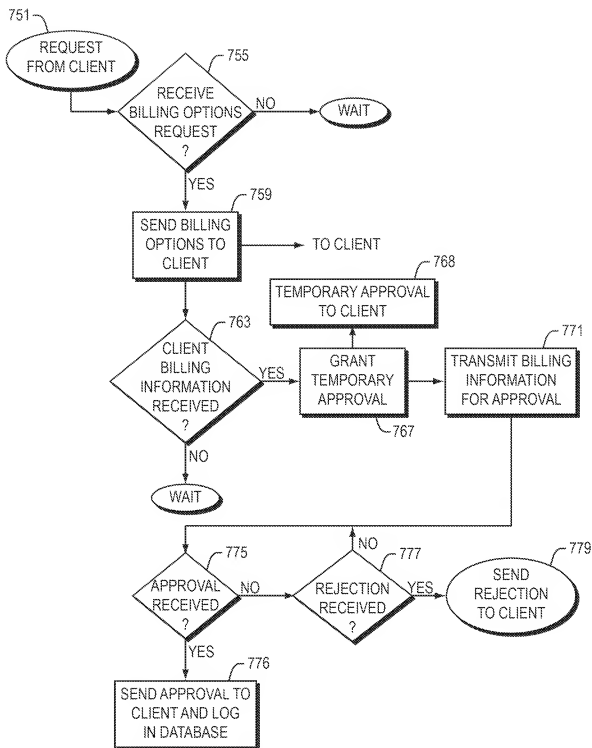 751
REQUEST
FROM CLIENT
755
RECEIVE
BILLING OPTIONS
REQUEST
?
NO
WAIT
YES
759
SEND BILLING
OPTIONS TO
CLIENT
TO CLIENT
768
TEMPORARY APPROVAL
TO CLIENT
763
CLIENT
BILLING
INFORMATION
RECEIVED
?
YES
GRANT
TEMPORARY
APPROVAL
767
771
TRANSMIT BILLING
INFORMATION
FOR APPROVAL
NO
WAIT
775
APPROVAL
RECEIVED
?
NO
777
REJECTION
RECEIVED
?
NO
YES
779
SEND
REJECTION
TO CLIENT
YES
776
SEND APPROVAL TO
CLIENT AND LOG
IN DATABASE